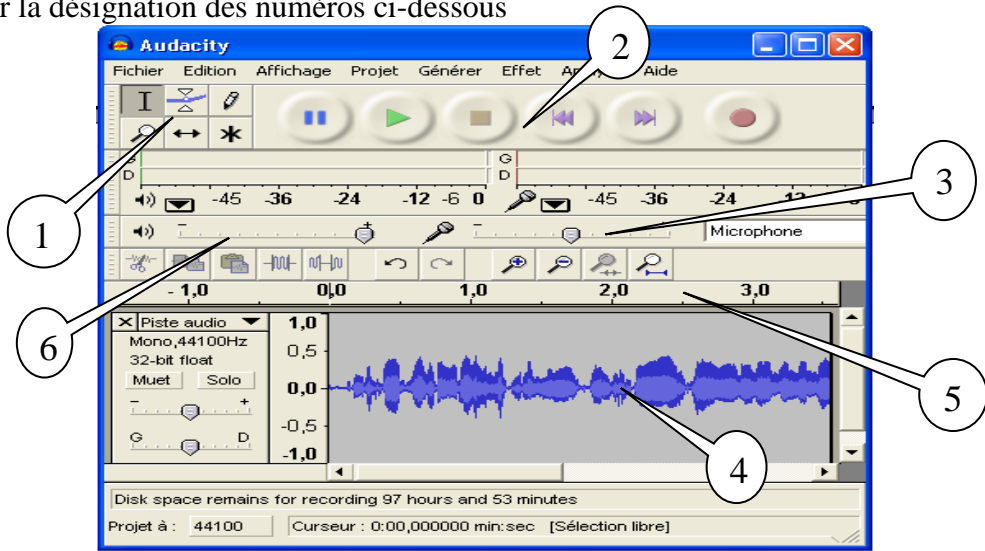 r la désignation des numéros ci-dessous
Audacity
Fichier Edition Affichage Projet Générer Effet Aide
2
G G
D D
-45 -36 -24 -12 -6 0 -45 -36 -24 -12
3
1
Microphone
-1,0 0,0 1,0 2,0 3,0
6
Piste audio 1,0
Mono,44100Hz
32-bit float 0,5
Muet Solo
- + 0,0
5
-0,5
G D
-1,0
4
Disk space remains for recording 97 hours and 53 minutes
Projet à : 44100 Curseur : 0:00,000000 min:sec [Sélection libre]